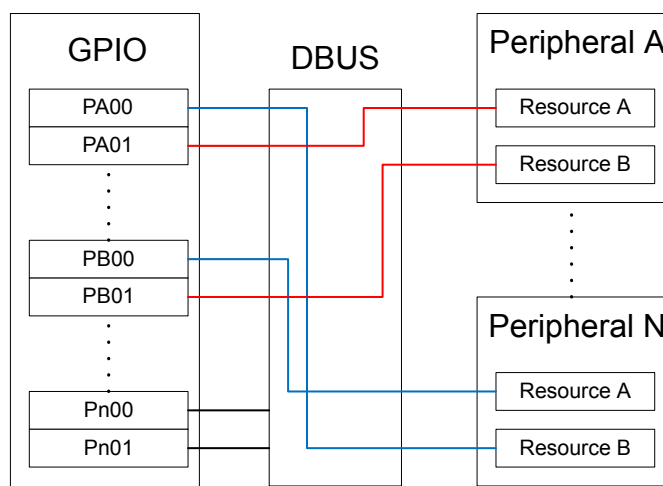 GPIO
PA00
PA01
PB00
PB01
Pn00
Pn01
DBUS
Peripheral A
Resource A
Resource B
Peripheral N
Resource A
Resource B